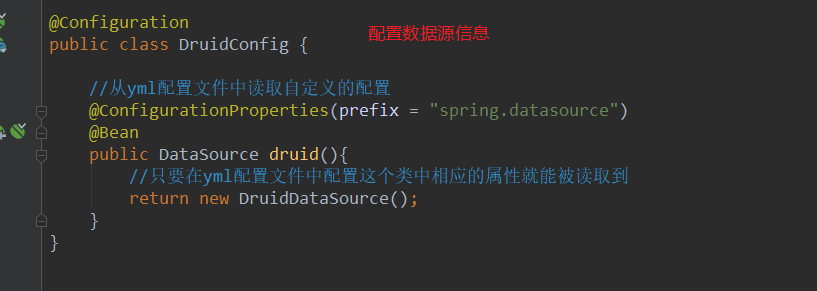 @Configuration
public class DruidConfig {
配置数据源信息
//从yml配置文件中读取自定义的配置
@ConfigurationProperties(prefix = "spring.datasource")
@Bean
public DataSource druid(){
//只要在yml配置文件中配置这个类中相应的属性就能被读取到
return new DruidDataSource();
}
}